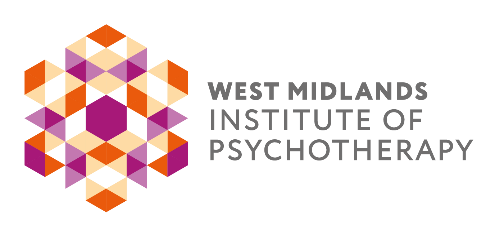 WEST MIDLANDS
INSTITUTE OF
PSYCHOTHERAPY